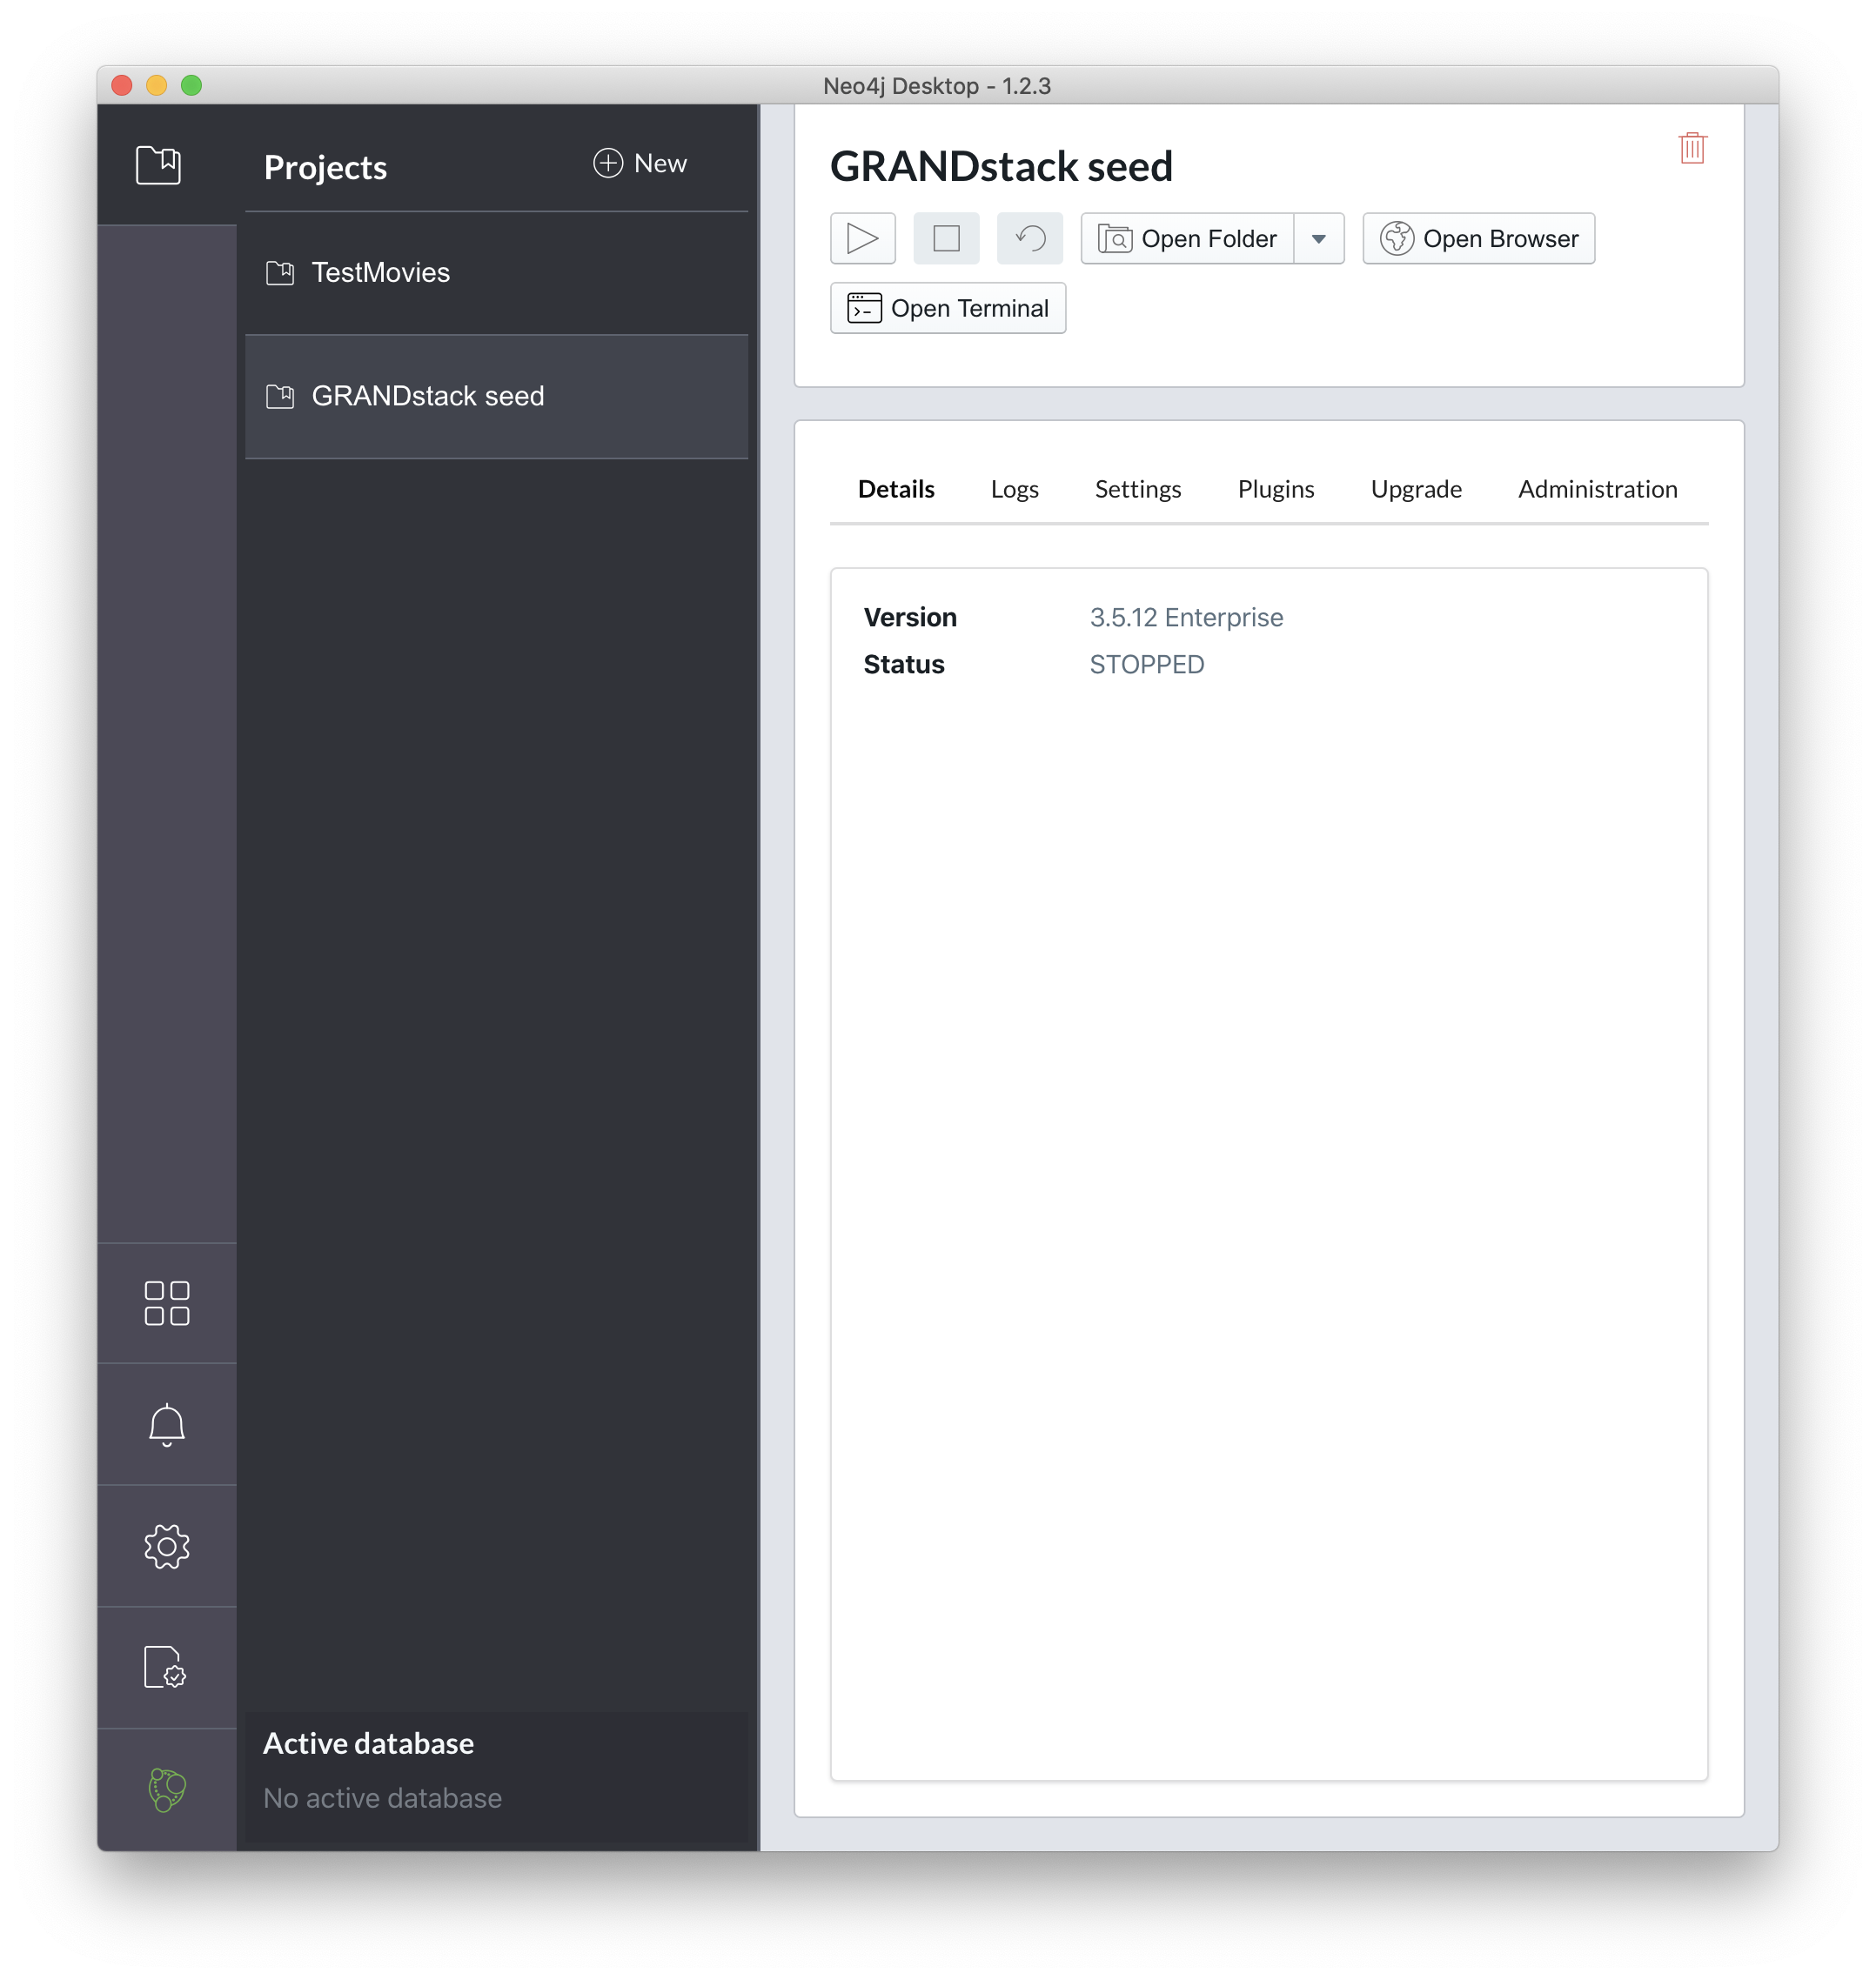 Neo4j Desktop - 1.2.3
Projects
New
TestMovies
GRANDstack seed
Active database
No active database
GRANDstack seed
Open Folder
Open Browser
Open Terminal
Details Logs Settings Plugins Upgrade Administration
Version 3.5.12 Enterprise
Status STOPPED